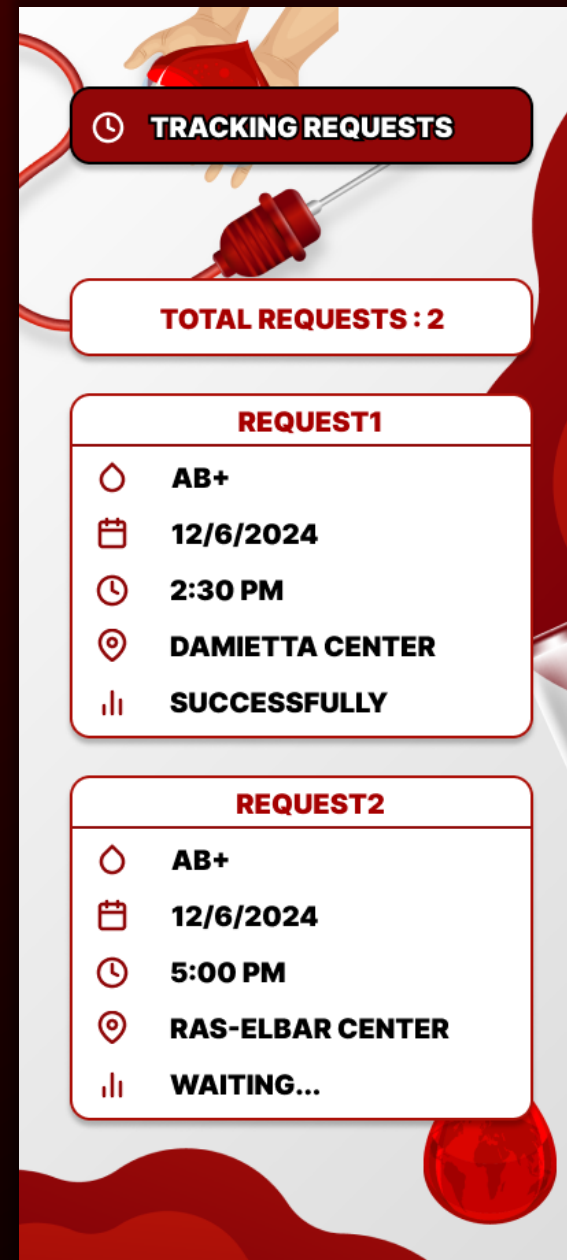 TRACKING REQUESTS
TOTAL REQUESTS : 2
REQUEST1
AB+
12/6/2024
2:30 PM
DAMIETTA CENTER
SUCCESSFULLY
REQUEST2
AB+
12/6/2024
5:00 PM
RAS-ELBAR CENTER
WAITING...